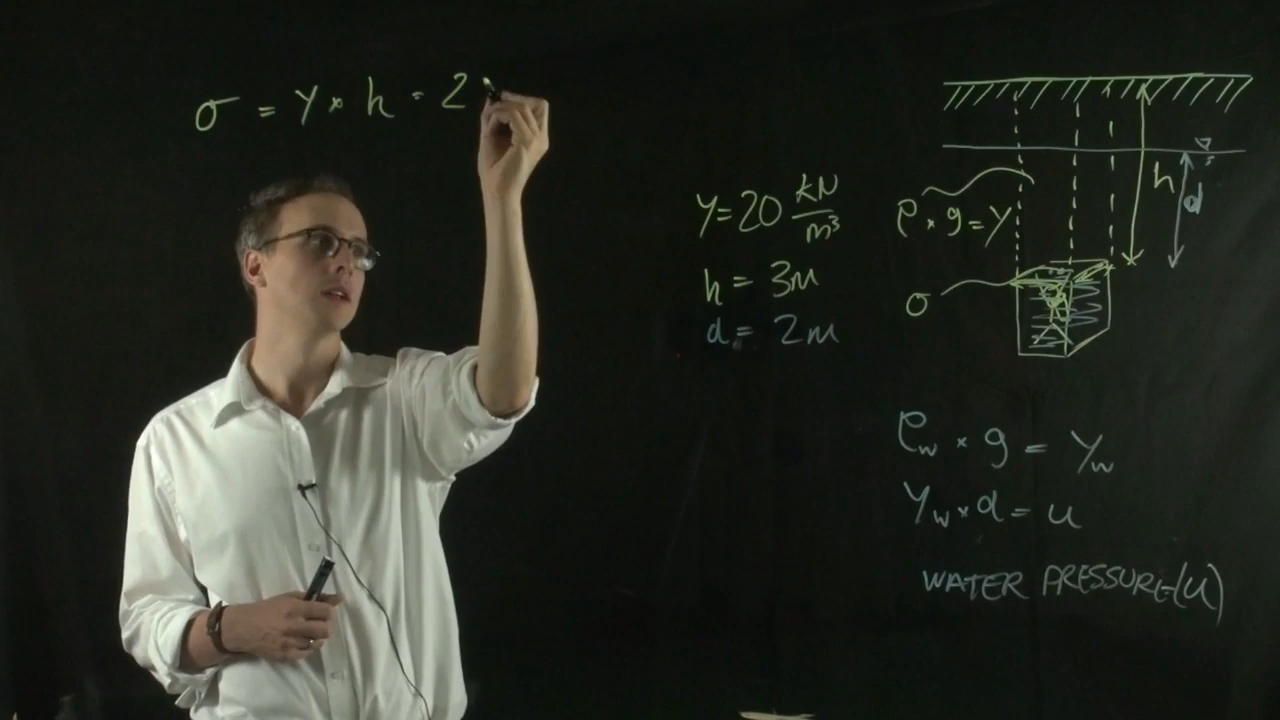 σ = γ × h = 2
γ = 20 kN/m³
h = 3m
d = 2m
ρ × g = γ
σ
h
d
ρw × g = γw
γw × d = u
WATER PRESSURE (u)